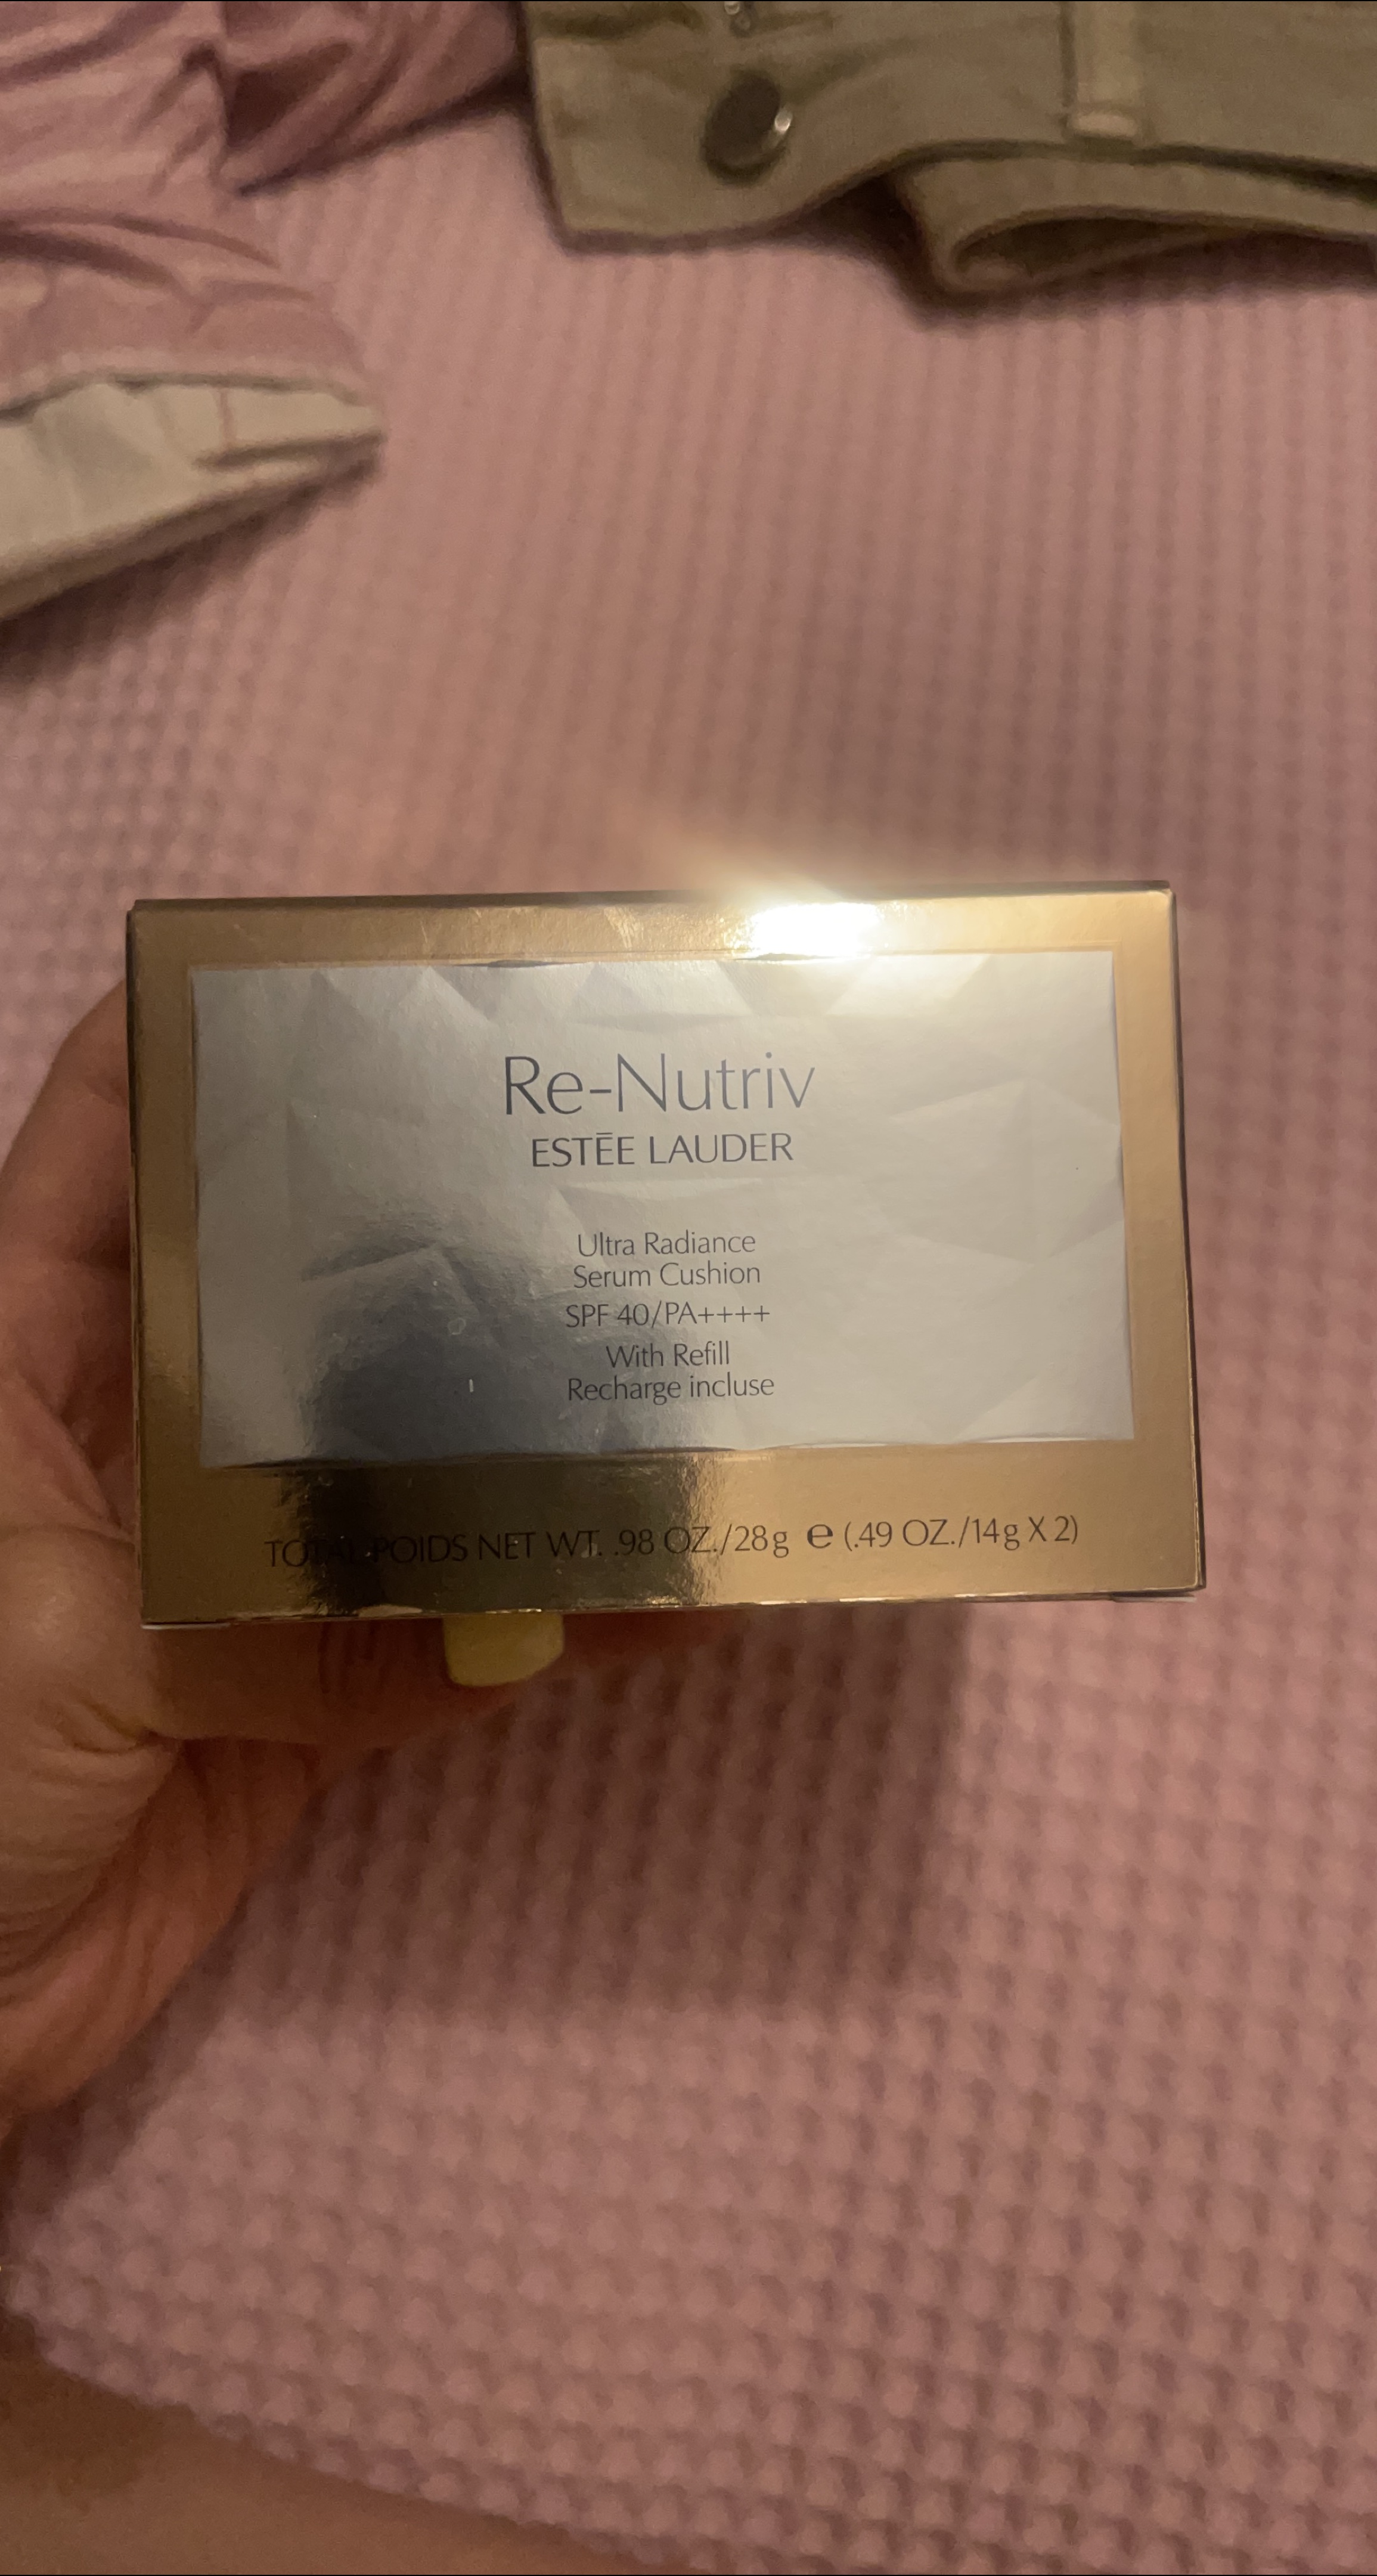 Re-Nutriv
ESTĒE LAUDER
Ultra Radiance
Serum Cushion
SPF 40/PA++++
With Refill
Recharge incluse
TOTAL POIDS NET WT. .98 OZ./28g ℮ (.49 OZ./14g X 2)